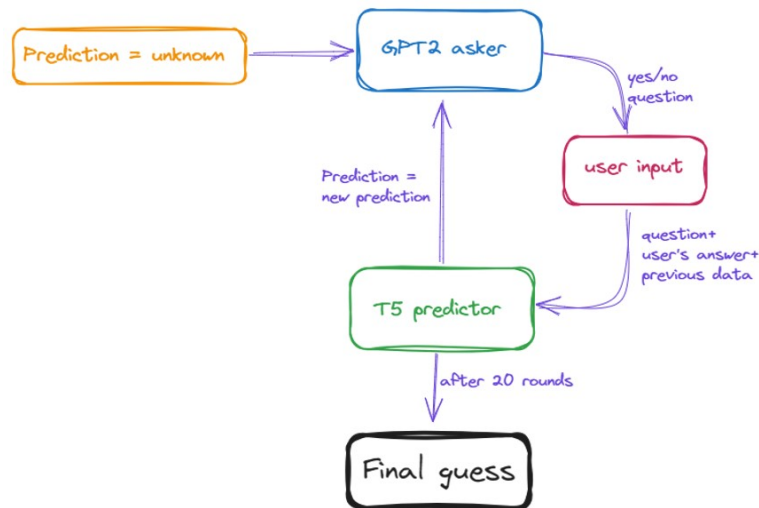 Prediction = unknown
GPT2 asker
yes/no
question
user input
Prediction =
new prediction
question+
user's answer+
previous data
T5 predictor
after 20 rounds
Final guess